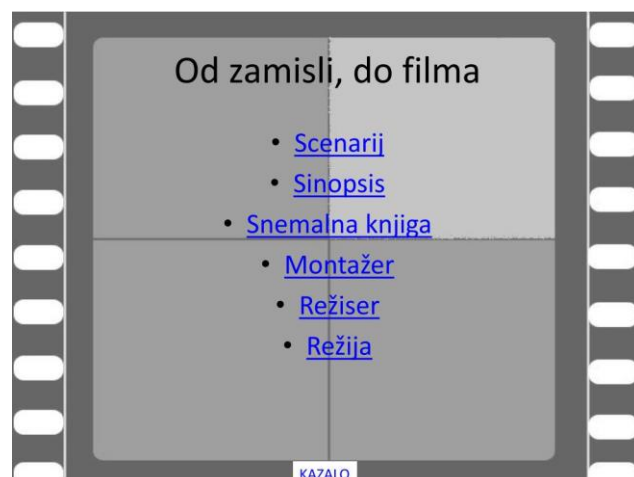 Od zamisli, do filma
• Scenarij
• Sinopsis
• Snemalna knjiga
• Montažer
• Režiser
• Režija
KAZALO